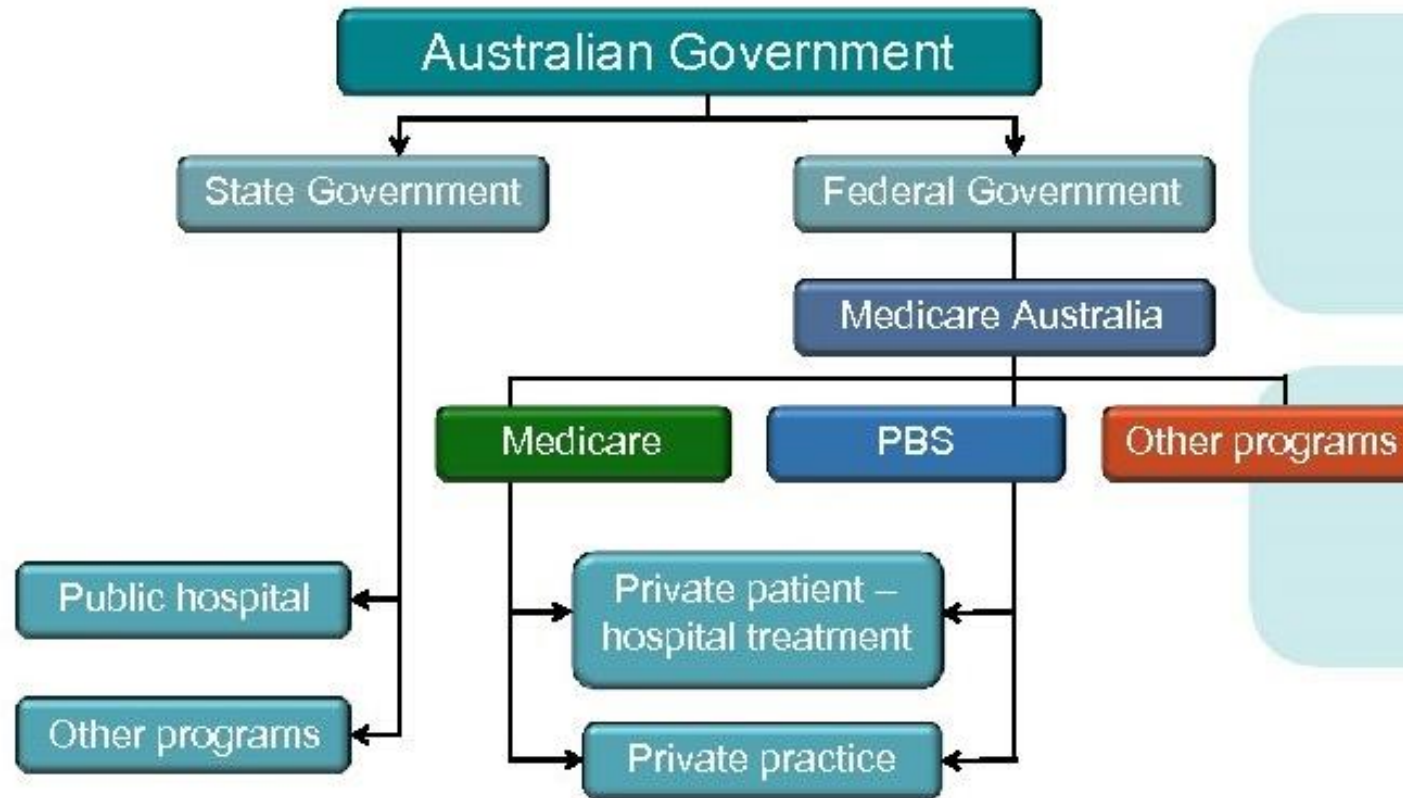 Australian Government
State Government
Federal Government
Medicare Australia
Medicare
PBS
Other programs
Public hospital
Private patient –
hospital treatment
Other programs
Private practice